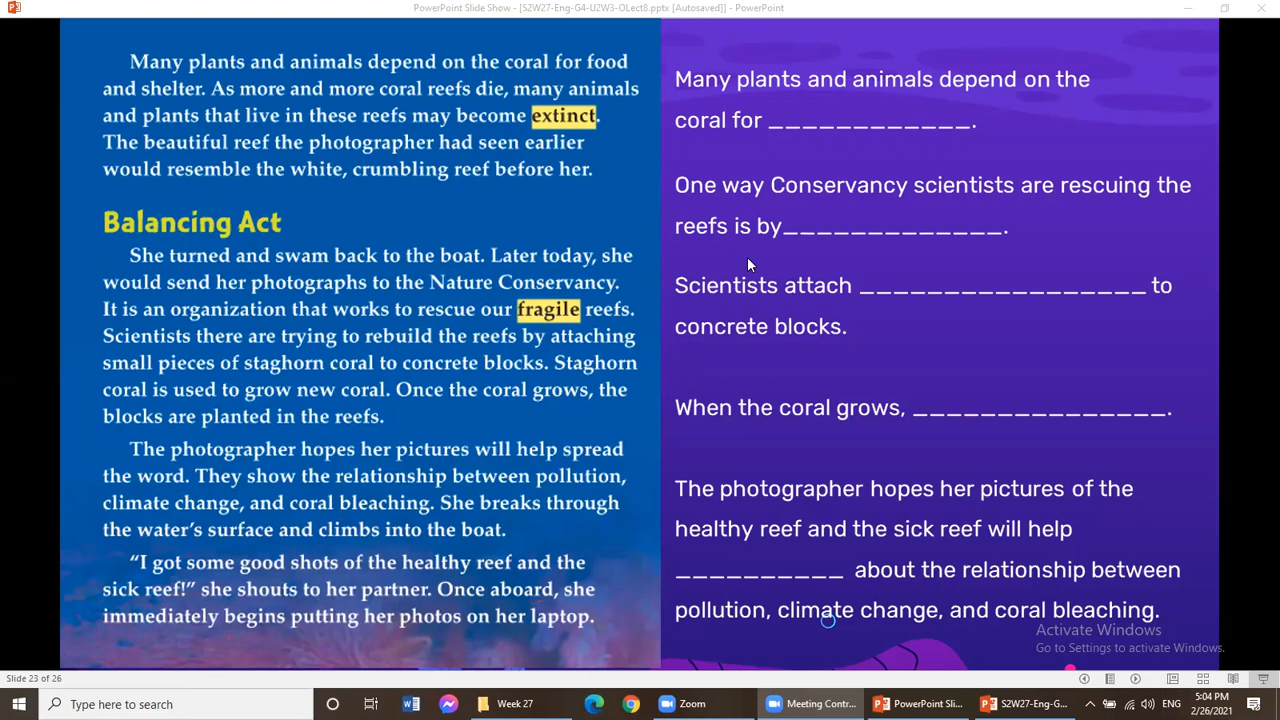 PowerPoint Slide Show - [S2W27-Eng-G4-U2W3-OLect8.pptx [Autosaved]] - PowerPoint
Many plants and animals depend on the coral for food
and shelter. As more and more coral reefs die, many animals
and plants that live in these reefs may become extinct.
The beautiful reef the photographer had seen earlier
would resemble the white, crumbling reef before her.
Balancing Act
She turned and swam back to the boat. Later today, she
would send her photographs to the Nature Conservancy.
It is an organization that works to rescue our fragile reefs.
Scientists there are trying to rebuild the reefs by attaching
small pieces of staghorn coral to concrete blocks. Staghorn
coral is used to grow new coral. Once the coral grows, the
blocks are planted in the reefs.
The photographer hopes her pictures will help spread
the word. They show the relationship between pollution,
climate change, and coral bleaching. She breaks through
the water's surface and climbs into the boat.
"I got some good shots of the healthy reef and the
sick reef!" she shouts to her partner. Once aboard, she
immediately begins putting her photos on her laptop.
Many plants and animals depend on the
coral for ____________.
One way Conservancy scientists are rescuing the
reefs is by_____________.
Scientists attach _________________ to
concrete blocks.
When the coral grows, _______________.
The photographer hopes her pictures of the
healthy reef and the sick reef will help
__________ about the relationship between
pollution, climate change, and coral bleaching.
Activate Windows
Go to Settings to activate Windows.
Slide 23 of 26
Type here to search
Week 27
Zoom
Meeting Contr...
PowerPoint Sli...
S2W27-Eng-G...
ENG
5:04 PM
2/26/2021